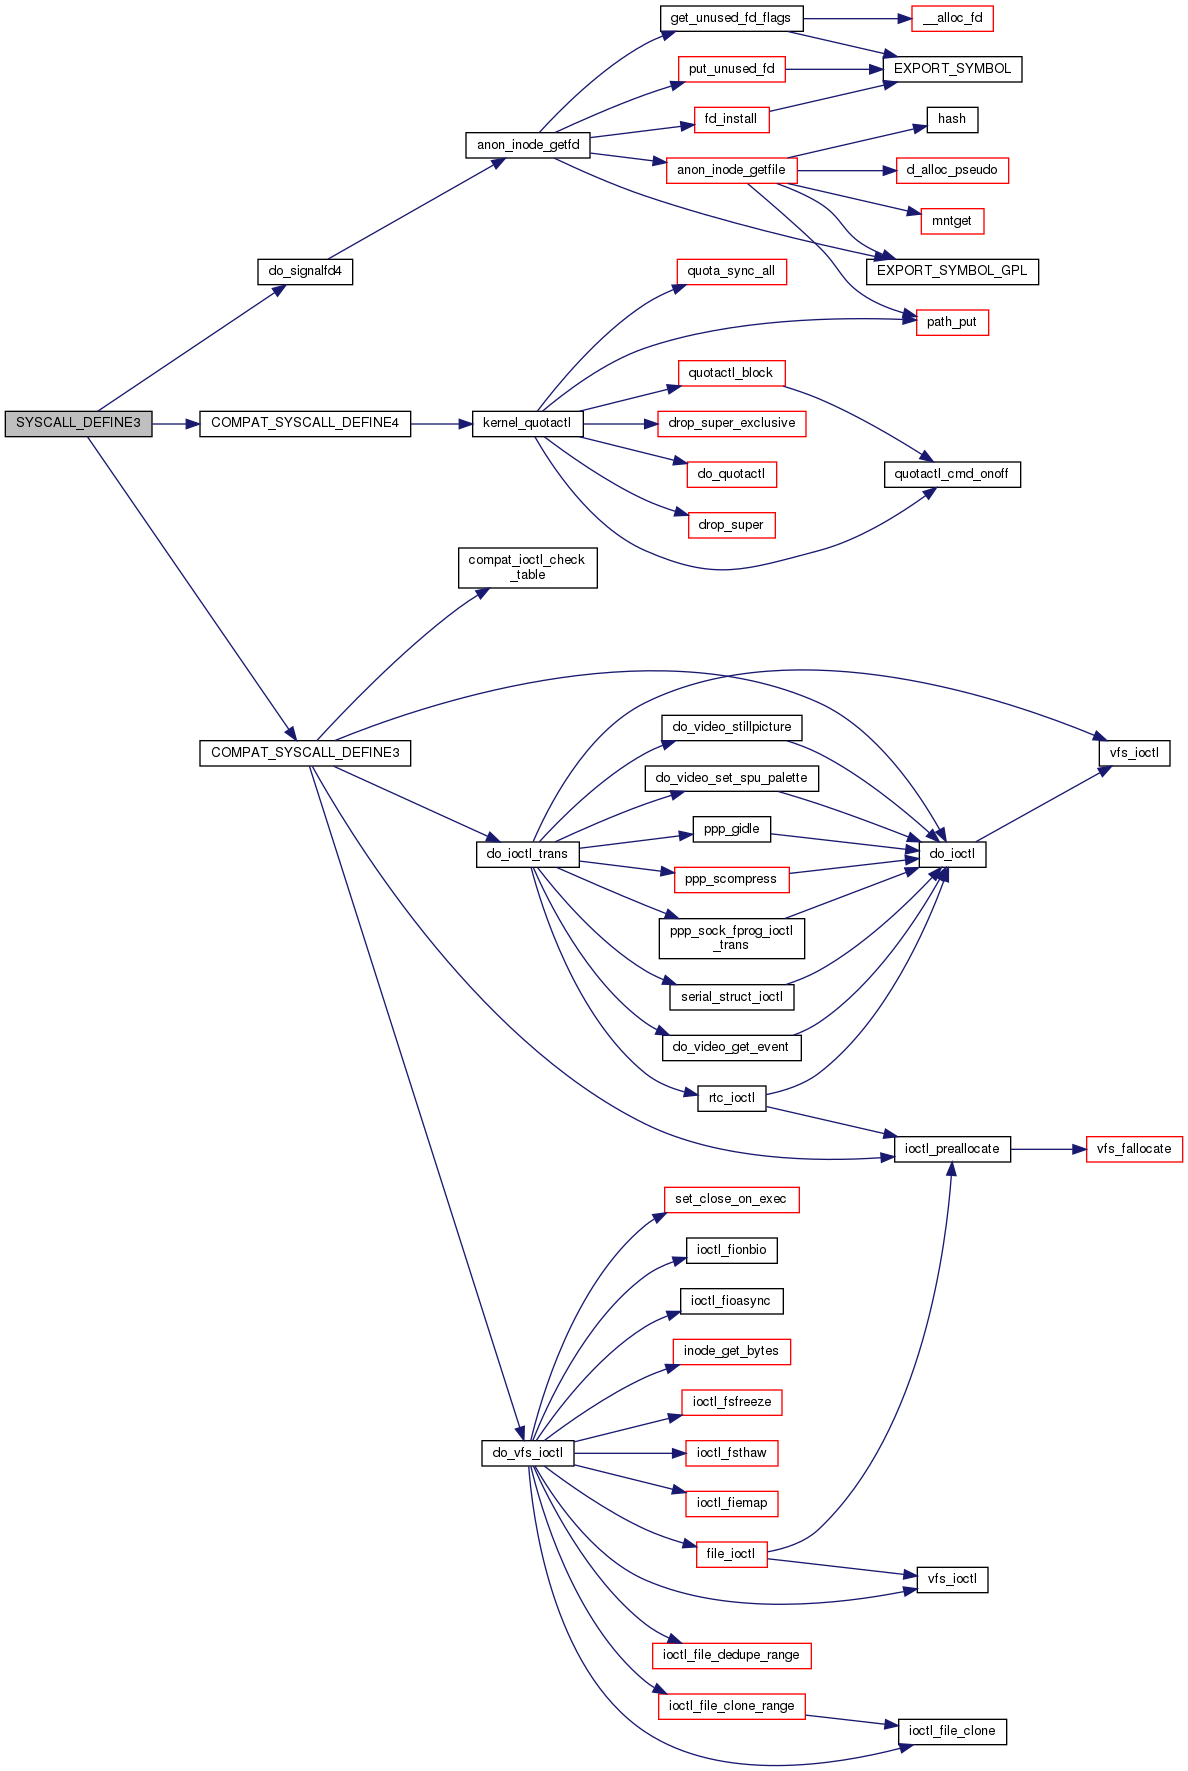 get_unused_fd_flags
__alloc_fd
put_unused_fd
EXPORT_SYMBOL
fd_install
hash
anon_inode_getfd
anon_inode_getfile
d_alloc_pseudo
mntget
do_signalfd4
quota_sync_all
EXPORT_SYMBOL_GPL
path_put
quotactl_block
SYSCALL_DEFINE3
COMPAT_SYSCALL_DEFINE4
kernel_quotactl
drop_super_exclusive
do_quotactl
quotactl_cmd_onoff
drop_super
compat_ioctl_check
_table
do_video_stillpicture
COMPAT_SYSCALL_DEFINE3
vfs_ioctl
do_video_set_spu_palette
ppp_gidle
do_ioctl_trans
do_ioctl
ppp_scompress
ppp_sock_fprog_ioctl
_trans
serial_struct_ioctl
do_video_get_event
rtc_ioctl
ioctl_preallocate
vfs_fallocate
set_close_on_exec
ioctl_fionbio
ioctl_fioasync
inode_get_bytes
ioctl_fsfreeze
do_vfs_ioctl
ioctl_fsthaw
ioctl_fiemap
file_ioctl
vfs_ioctl
ioctl_file_dedupe_range
ioctl_file_clone_range
ioctl_file_clone